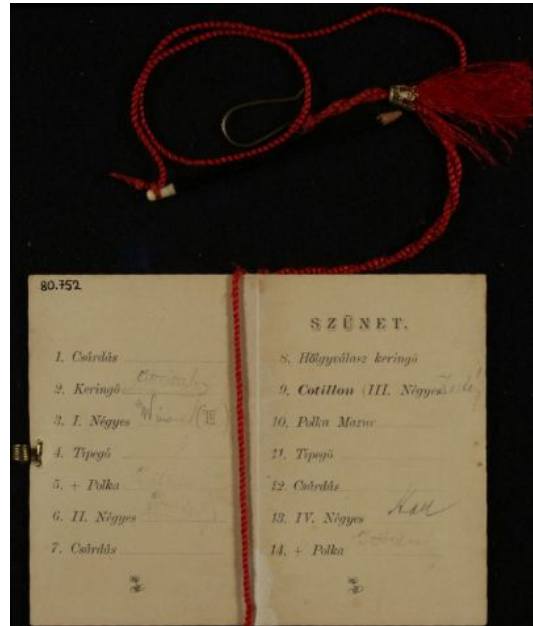 80.752
1. Csárdás
2. Keringő
3. I. Négyes
4. Tipegő
5. + Polka
6. II. Négyes
7. Csárdás
SZÜNET.
8. Hölgyválasz keringő
9. Cotillon (III. Négyes
10. Polka Mazur
11. Tipegő
12. Csárdás
13. IV. Négyes
14. + Polka